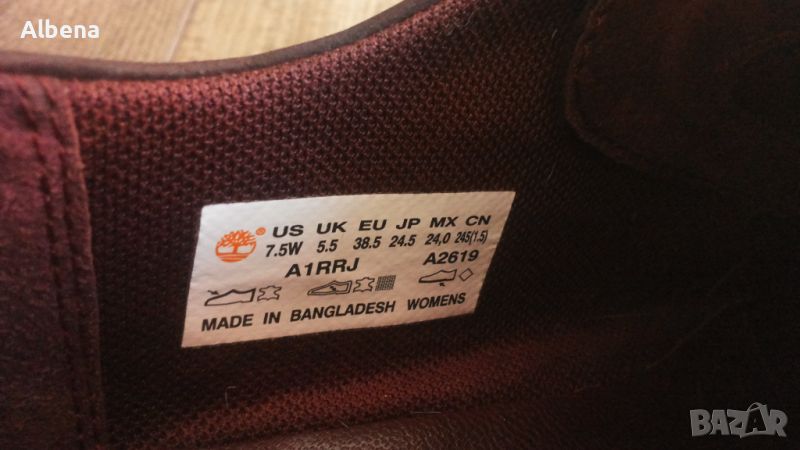 Albena
US UK EU JP MX CN
7.5W 5.5 38.5 24.5 24,0 245(1.5)
A1RRJ A2619
MADE IN BANGLADESH WOMENS
BAZAR